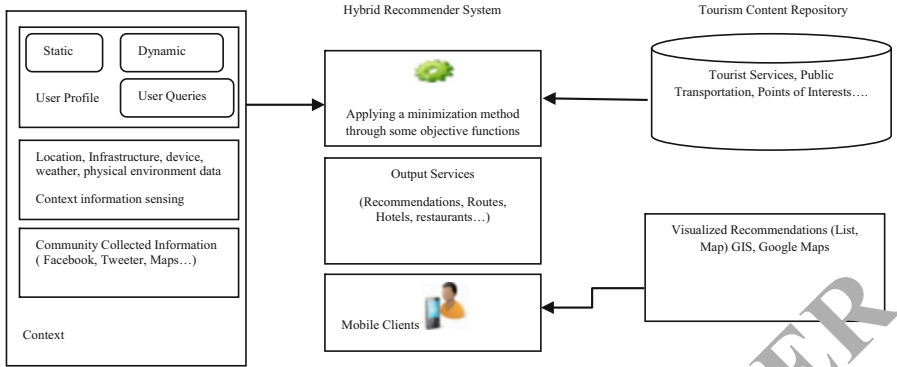 Hybrid Recommender System
Tourism Content Repository
Static
Dynamic
User Profile
User Queries
Location, Infrastructure, device,
weather, physical environment data
Context information sensing
Community Collected Information
( Facebook, Tweeter, Maps…)
Context
Applying a minimization method
through some objective functions
Output Services
(Recommendations, Routes,
Hotels, restaurants…)
Mobile Clients
Tourist Services, Public
Transportation, Points of Interests….
Visualized Recommendations (List,
Map) GIS, Google Maps
ER